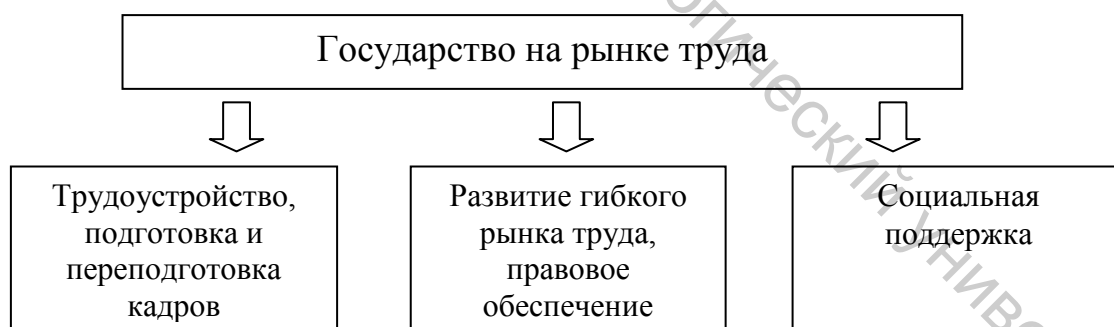 Государство на рынке труда
Трудоустройство,
подготовка и
переподготовка
кадров
Развитие гибкого
рынка труда,
правовое
обеспечение
Социальная
поддержка